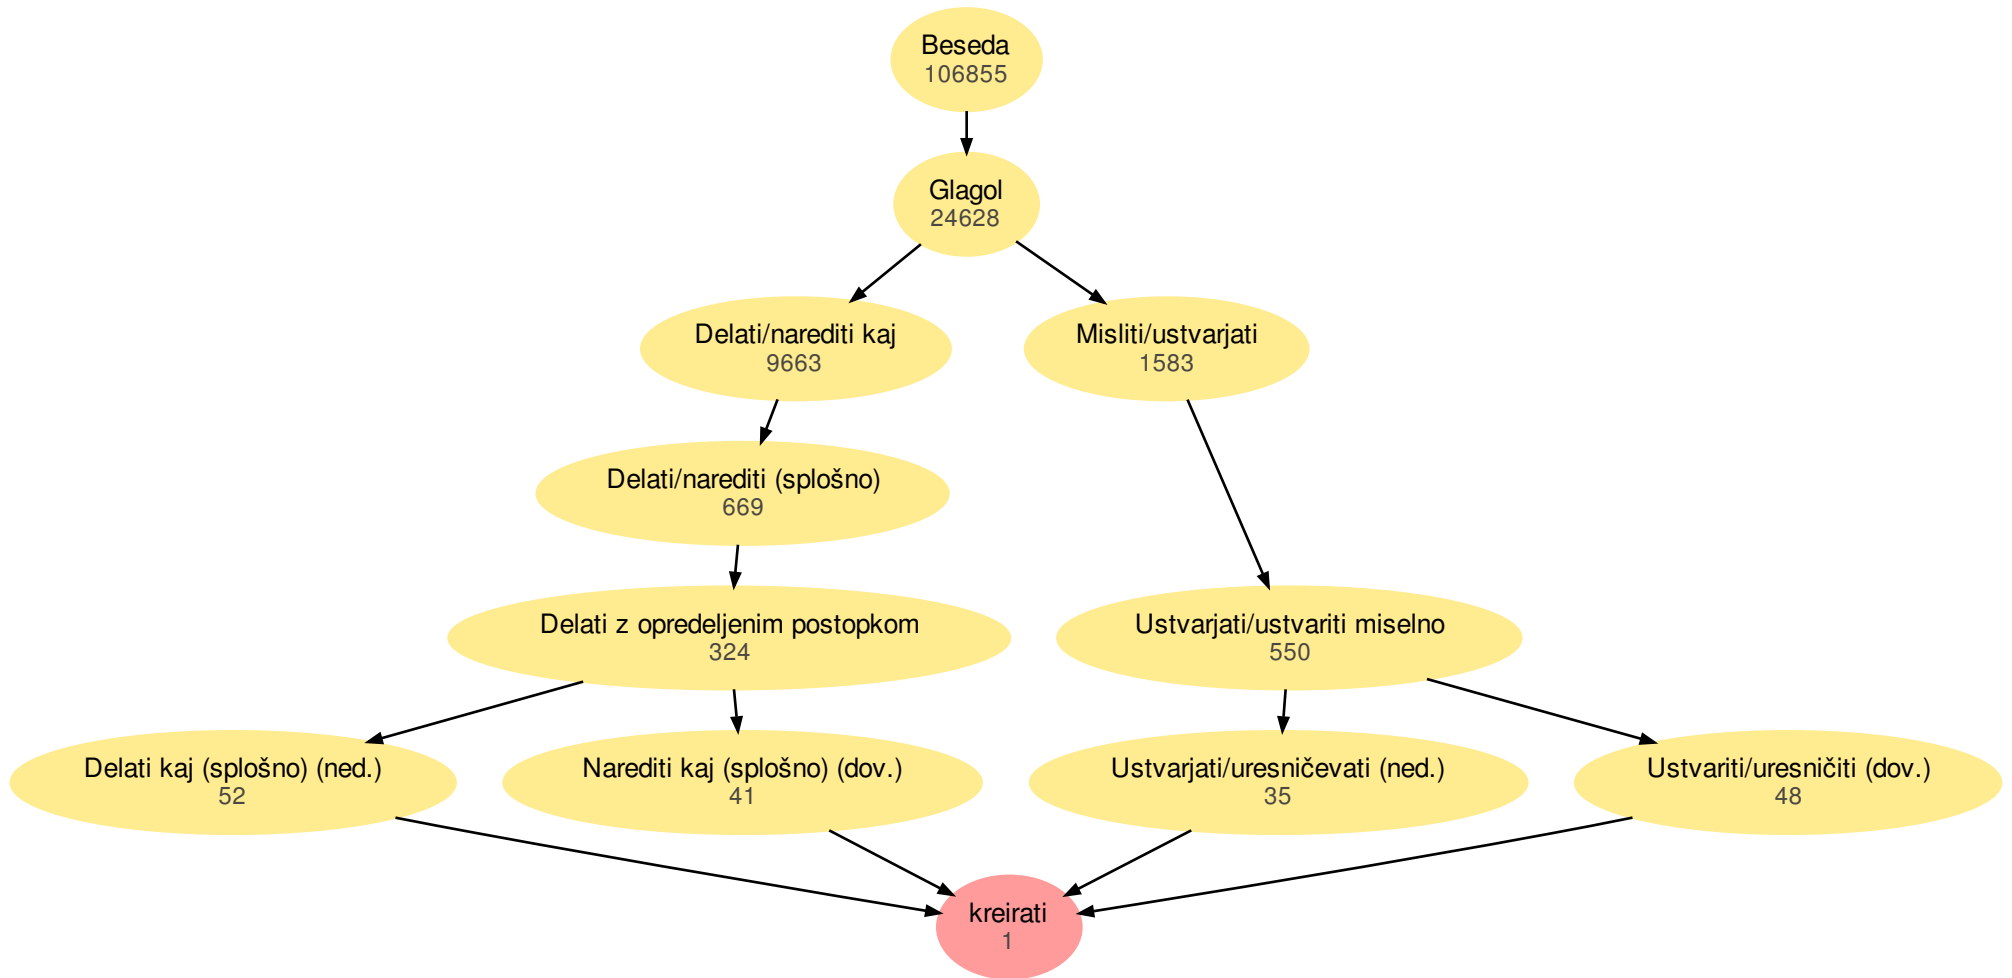 Beseda
106855
Glagol
24628
Delati/narediti kaj
9663
Misliti/ustvarjati
1583
Delati/narediti (splošno)
669
Delati z opredeljenim postopkom
324
Ustvarjati/ustvariti miselno
550
Delati kaj (splošno) (ned.)
52
Narediti kaj (splošno) (dov.)
41
Ustvarjati/uresničevati (ned.)
35
Ustvariti/uresničiti (dov.)
48
kreirati
1